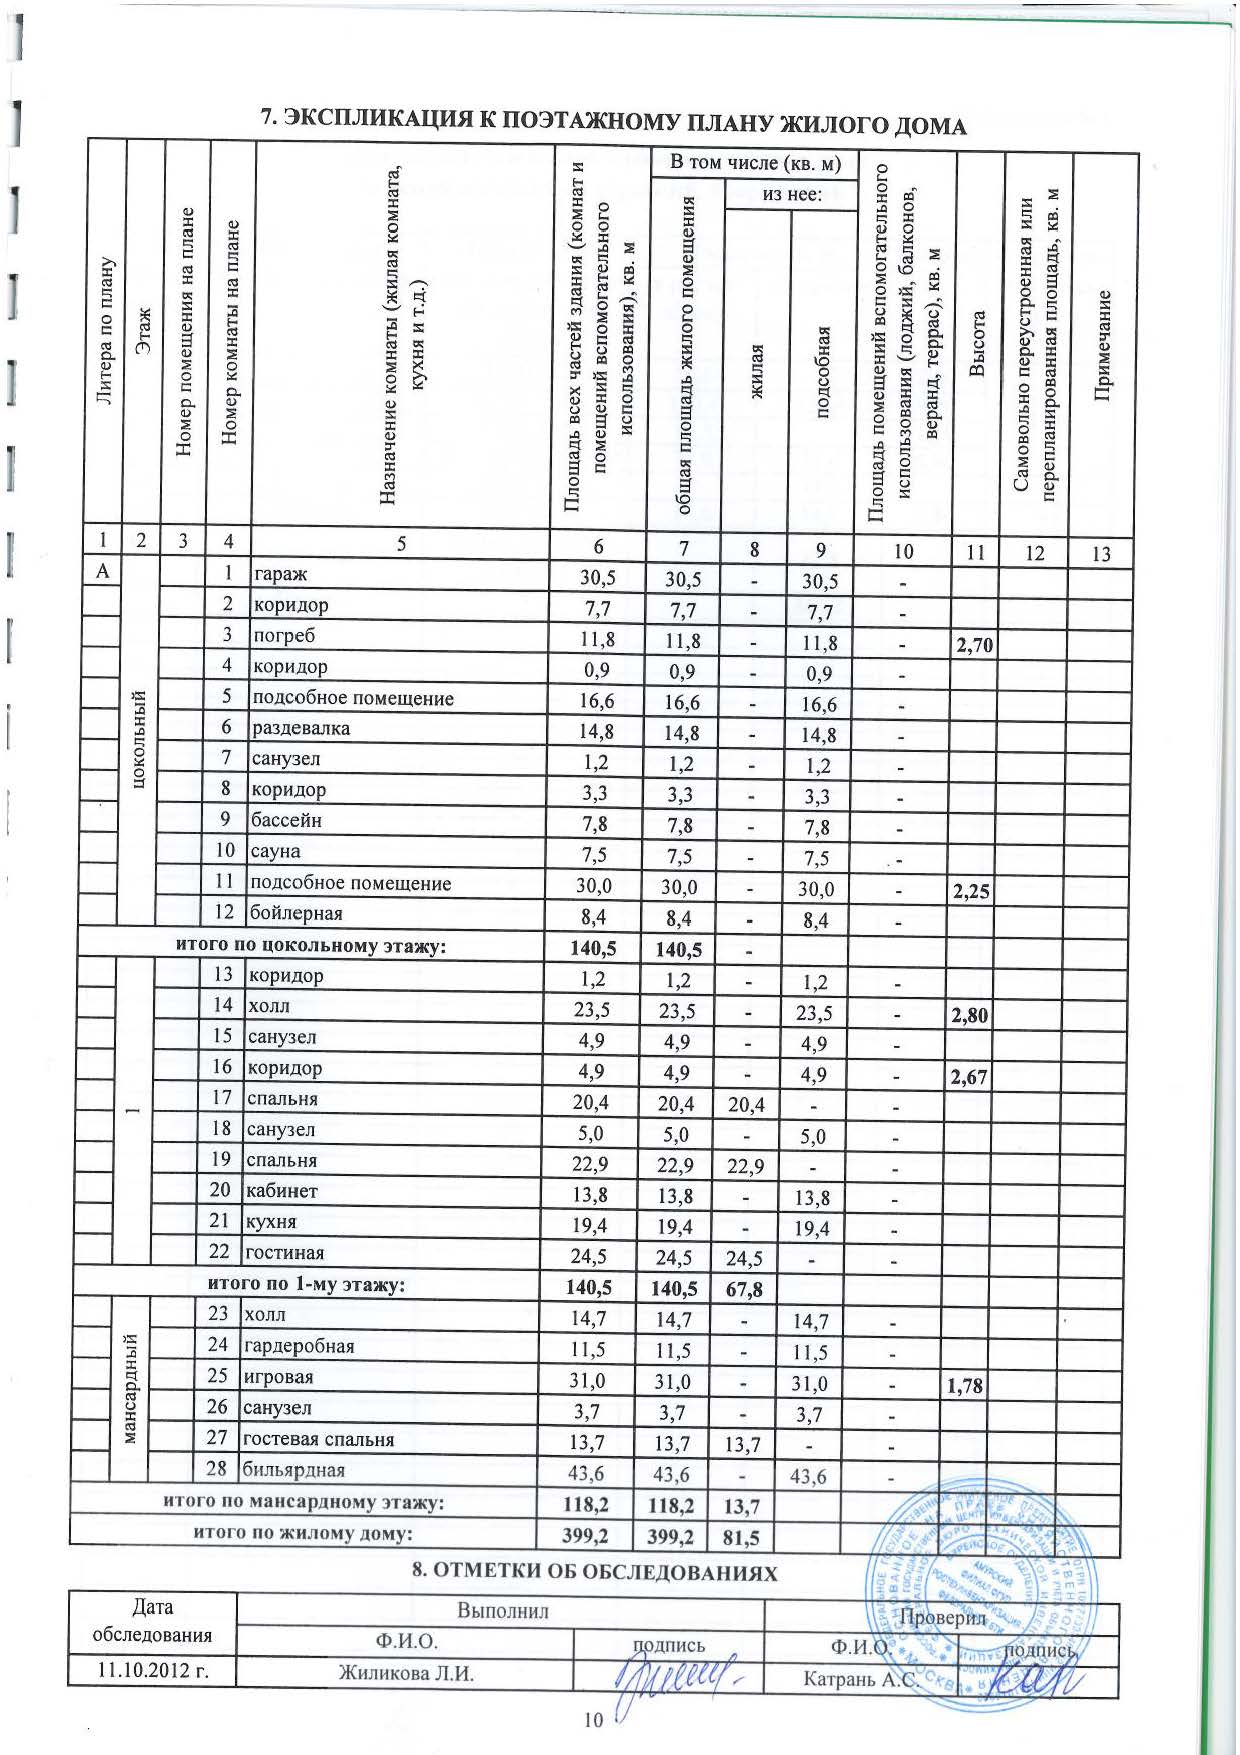 7. ЭКСПЛИКАЦИЯ К ПОЭТАЖНОМУ ПЛАНУ ЖИЛОГО ДОМА
Литера по плану
Этаж
Номер помещения на плане
Номер комнаты на плане
Назначение комнаты (жилая комната,
кухня и т.д.)
Площадь всех частей здания (комнат и
помещений вспомогательного
использования), кв. м
В том числе (кв. м)
общая площадь жилого помещения
из нее:
жилая
подсобная
Площадь помещений вспомогательного
использования (лоджий, балконов,
веранд, террас), кв. м
Высота
Самовольно переустроенная или
перепланированная площадь, кв. м
Примечание
1 2 3 4 5 6 7 8 9 10 11 12 13
А 1 гараж 30,5 30,5 - 30,5 -
цокольный
2 коридор 7,7 7,7 - 7,7 -
3 погреб 11,8 11,8 - 11,8 - 2,70
4 коридор 0,9 0,9 - 0,9 -
5 подсобное помещение 16,6 16,6 - 16,6 -
6 раздевалка 14,8 14,8 - 14,8 -
7 санузел 1,2 1,2 - 1,2 -
8 коридор 3,3 3,3 - 3,3 -
9 бассейн 7,8 7,8 - 7,8 -
10 сауна 7,5 7,5 - 7,5 -
11 подсобное помещение 30,0 30,0 - 30,0 - 2,25
12 бойлерная 8,4 8,4 - 8,4 -
итого по цокольному этажу: 140,5 140,5 -
1
13 коридор 1,2 1,2 - 1,2 -
14 холл 23,5 23,5 - 23,5 - 2,80
15 санузел 4,9 4,9 - 4,9 -
16 коридор 4,9 4,9 - 4,9 - 2,67
17 спальня 20,4 20,4 20,4 - -
18 санузел 5,0 5,0 - 5,0 -
19 спальня 22,9 22,9 22,9 - -
20 кабинет 13,8 13,8 - 13,8 -
21 кухня 19,4 19,4 - 19,4 -
22 гостиная 24,5 24,5 24,5 - -
итого по 1-му этажу: 140,5 140,5 67,8
мансардный
23 холл 14,7 14,7 - 14,7 -
24 гардеробная 11,5 11,5 - 11,5 -
25 игровая 31,0 31,0 - 31,0 - 1,78
26 санузел 3,7 3,7 - 3,7 -
27 гостевая спальня 13,7 13,7 13,7 - -
28 бильярдная 43,6 43,6 - 43,6 -
итого по мансардному этажу: 118,2 118,2 13,7
итого по жилому дому: 399,2 399,2 81,5
8. ОТМЕТКИ ОБ ОБСЛЕДОВАНИЯХ
Дата
обследования
Выполнил Проверил
Ф.И.О. подпись Ф.И.О. подпись
11.10.2012 г. Жиликова Л.И. Катрань А.С.
АМУРСКИЙ
ФИЛИАЛ ФГУП
РОСТЕХИНВЕНТАРИЗАЦИЯ
МОСКВА
10